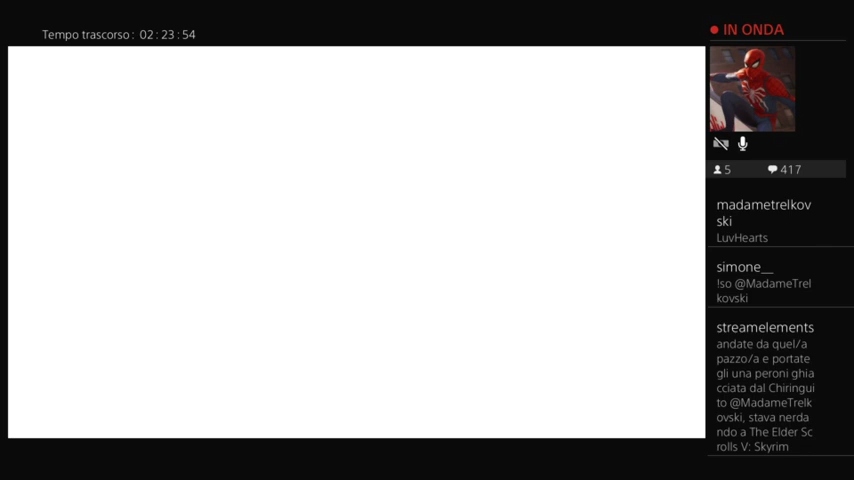 Tempo trascorso: 02:23:54
IN ONDA
5 417
madametrelkov
ski
LuvHearts
simone__
!so @MadameTrel
kovski
streamelements
andate da quel/a
pazzo/a e portate
gli una peroni ghia
cciata dal Chiringui
to @MadameTrelk
ovski, stava nerda
ndo a The Elder Sc
rolls V: Skyrim